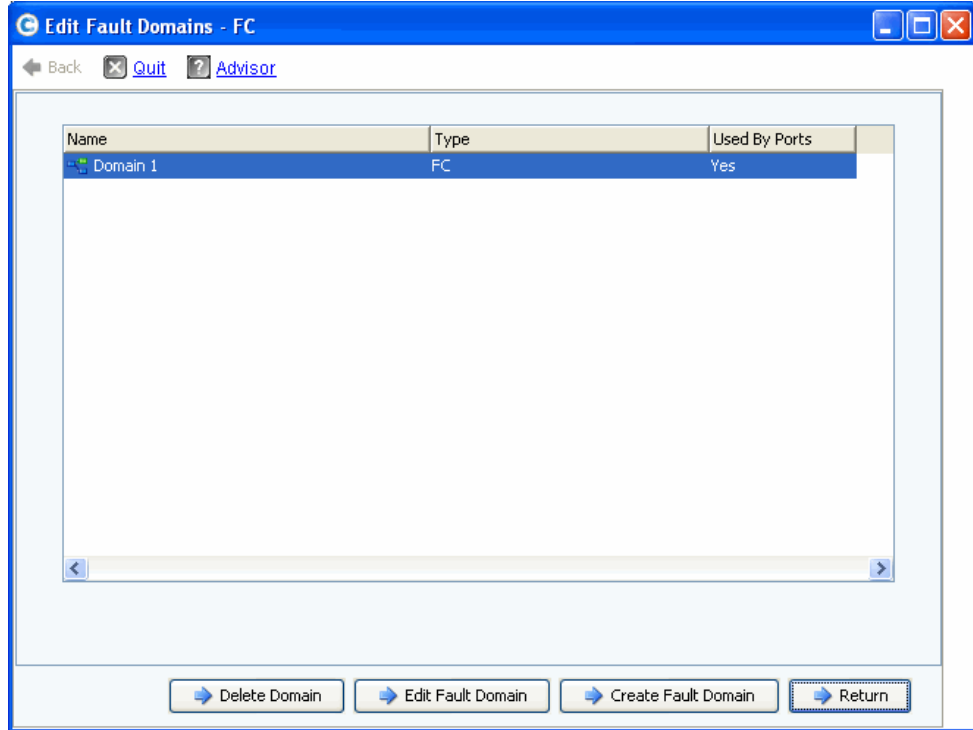 Edit Fault Domains - FC
Back Quit Advisor
Name Type Used By Ports
Domain 1 FC Yes
Delete Domain Edit Fault Domain Create Fault Domain Return